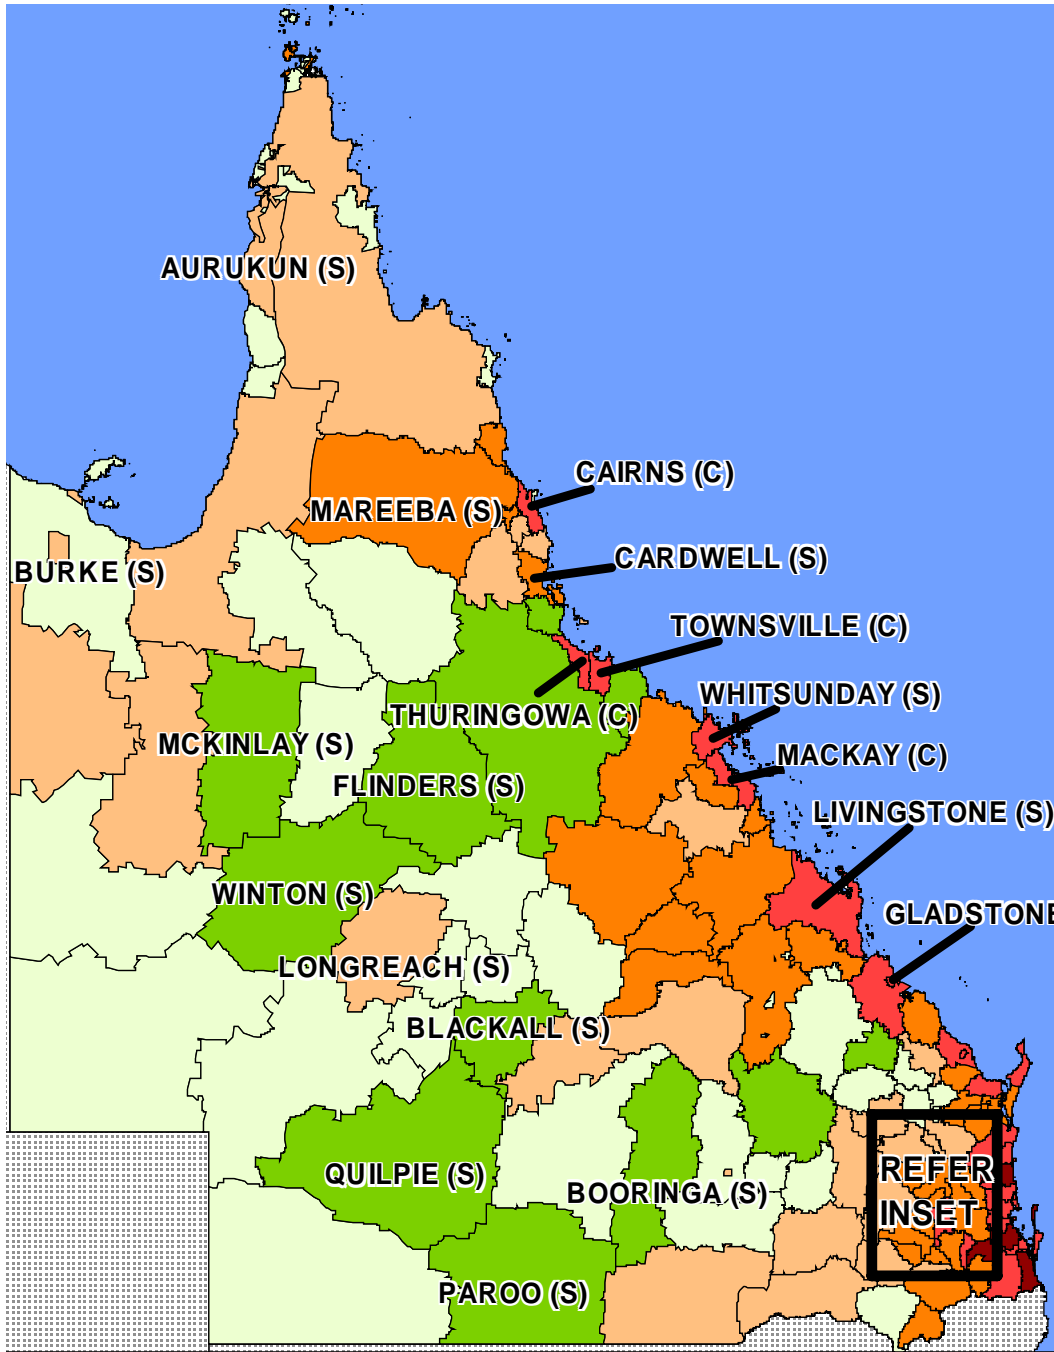 AURUKUN (S)
CAIRNS (C)
MAREEBA (S)
CARDWELL (S)
BURKE (S)
TOWNSVILLE (C)
WHITSUNDAY (S)
THURINGOWA (C)
MCKINLAY (S)
MACKAY (C)
FLINDERS (S)
LIVINGSTONE (S)
WINTON (S)
GLADSTONE
LONGREACH (S)
BLACKALL (S)
QUILPIE (S)
BOORINGA (S)
REFER
INSET
PAROO (S)